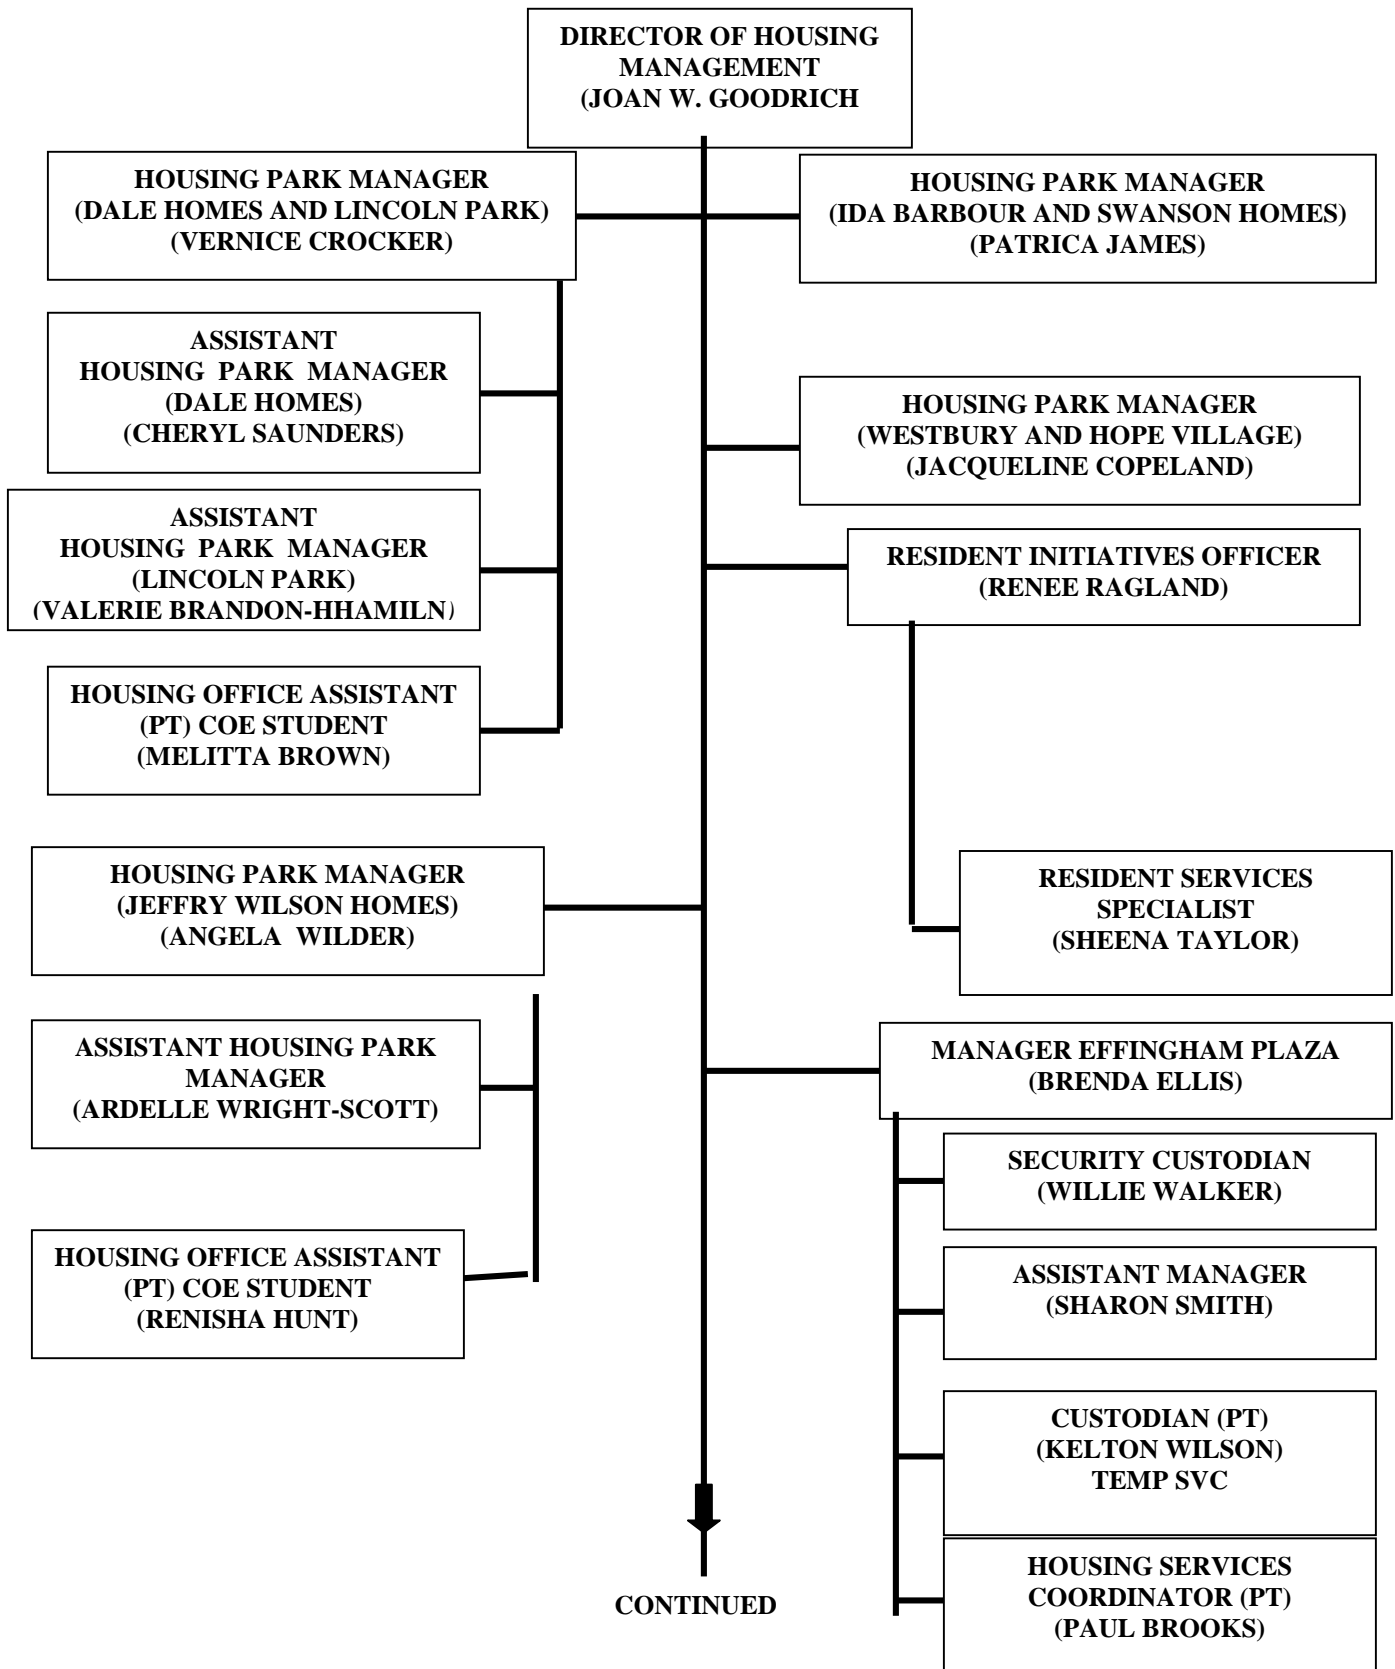 DIRECTOR OF HOUSING
MANAGEMENT
(JOAN W. GOODRICH
HOUSING PARK MANAGER
(DALE HOMES AND LINCOLN PARK)
(VERNICE CROCKER)
HOUSING PARK MANAGER
(IDA BARBOUR AND SWANSON HOMES)
(PATRICA JAMES)
ASSISTANT
HOUSING PARK MANAGER
(DALE HOMES)
(CHERYL SAUNDERS)
HOUSING PARK MANAGER
(WESTBURY AND HOPE VILLAGE)
(JACQUELINE COPELAND)
ASSISTANT
HOUSING PARK MANAGER
(LINCOLN PARK)
(VALERIE BRANDON-HHAMILN)
RESIDENT INITIATIVES OFFICER
(RENEE RAGLAND)
HOUSING OFFICE ASSISTANT
(PT) COE STUDENT
(MELITTA BROWN)
HOUSING PARK MANAGER
(JEFFRY WILSON HOMES)
(ANGELA WILDER)
RESIDENT SERVICES
SPECIALIST
(SHEENA TAYLOR)
ASSISTANT HOUSING PARK
MANAGER
(ARDELLE WRIGHT-SCOTT)
MANAGER EFFINGHAM PLAZA
(BRENDA ELLIS)
SECURITY CUSTODIAN
(WILLIE WALKER)
HOUSING OFFICE ASSISTANT
(PT) COE STUDENT
(RENISHA HUNT)
ASSISTANT MANAGER
(SHARON SMITH)
CUSTODIAN (PT)
(KELTON WILSON)
TEMP SVC
HOUSING SERVICES
COORDINATOR (PT)
(PAUL BROOKS)
CONTINUED